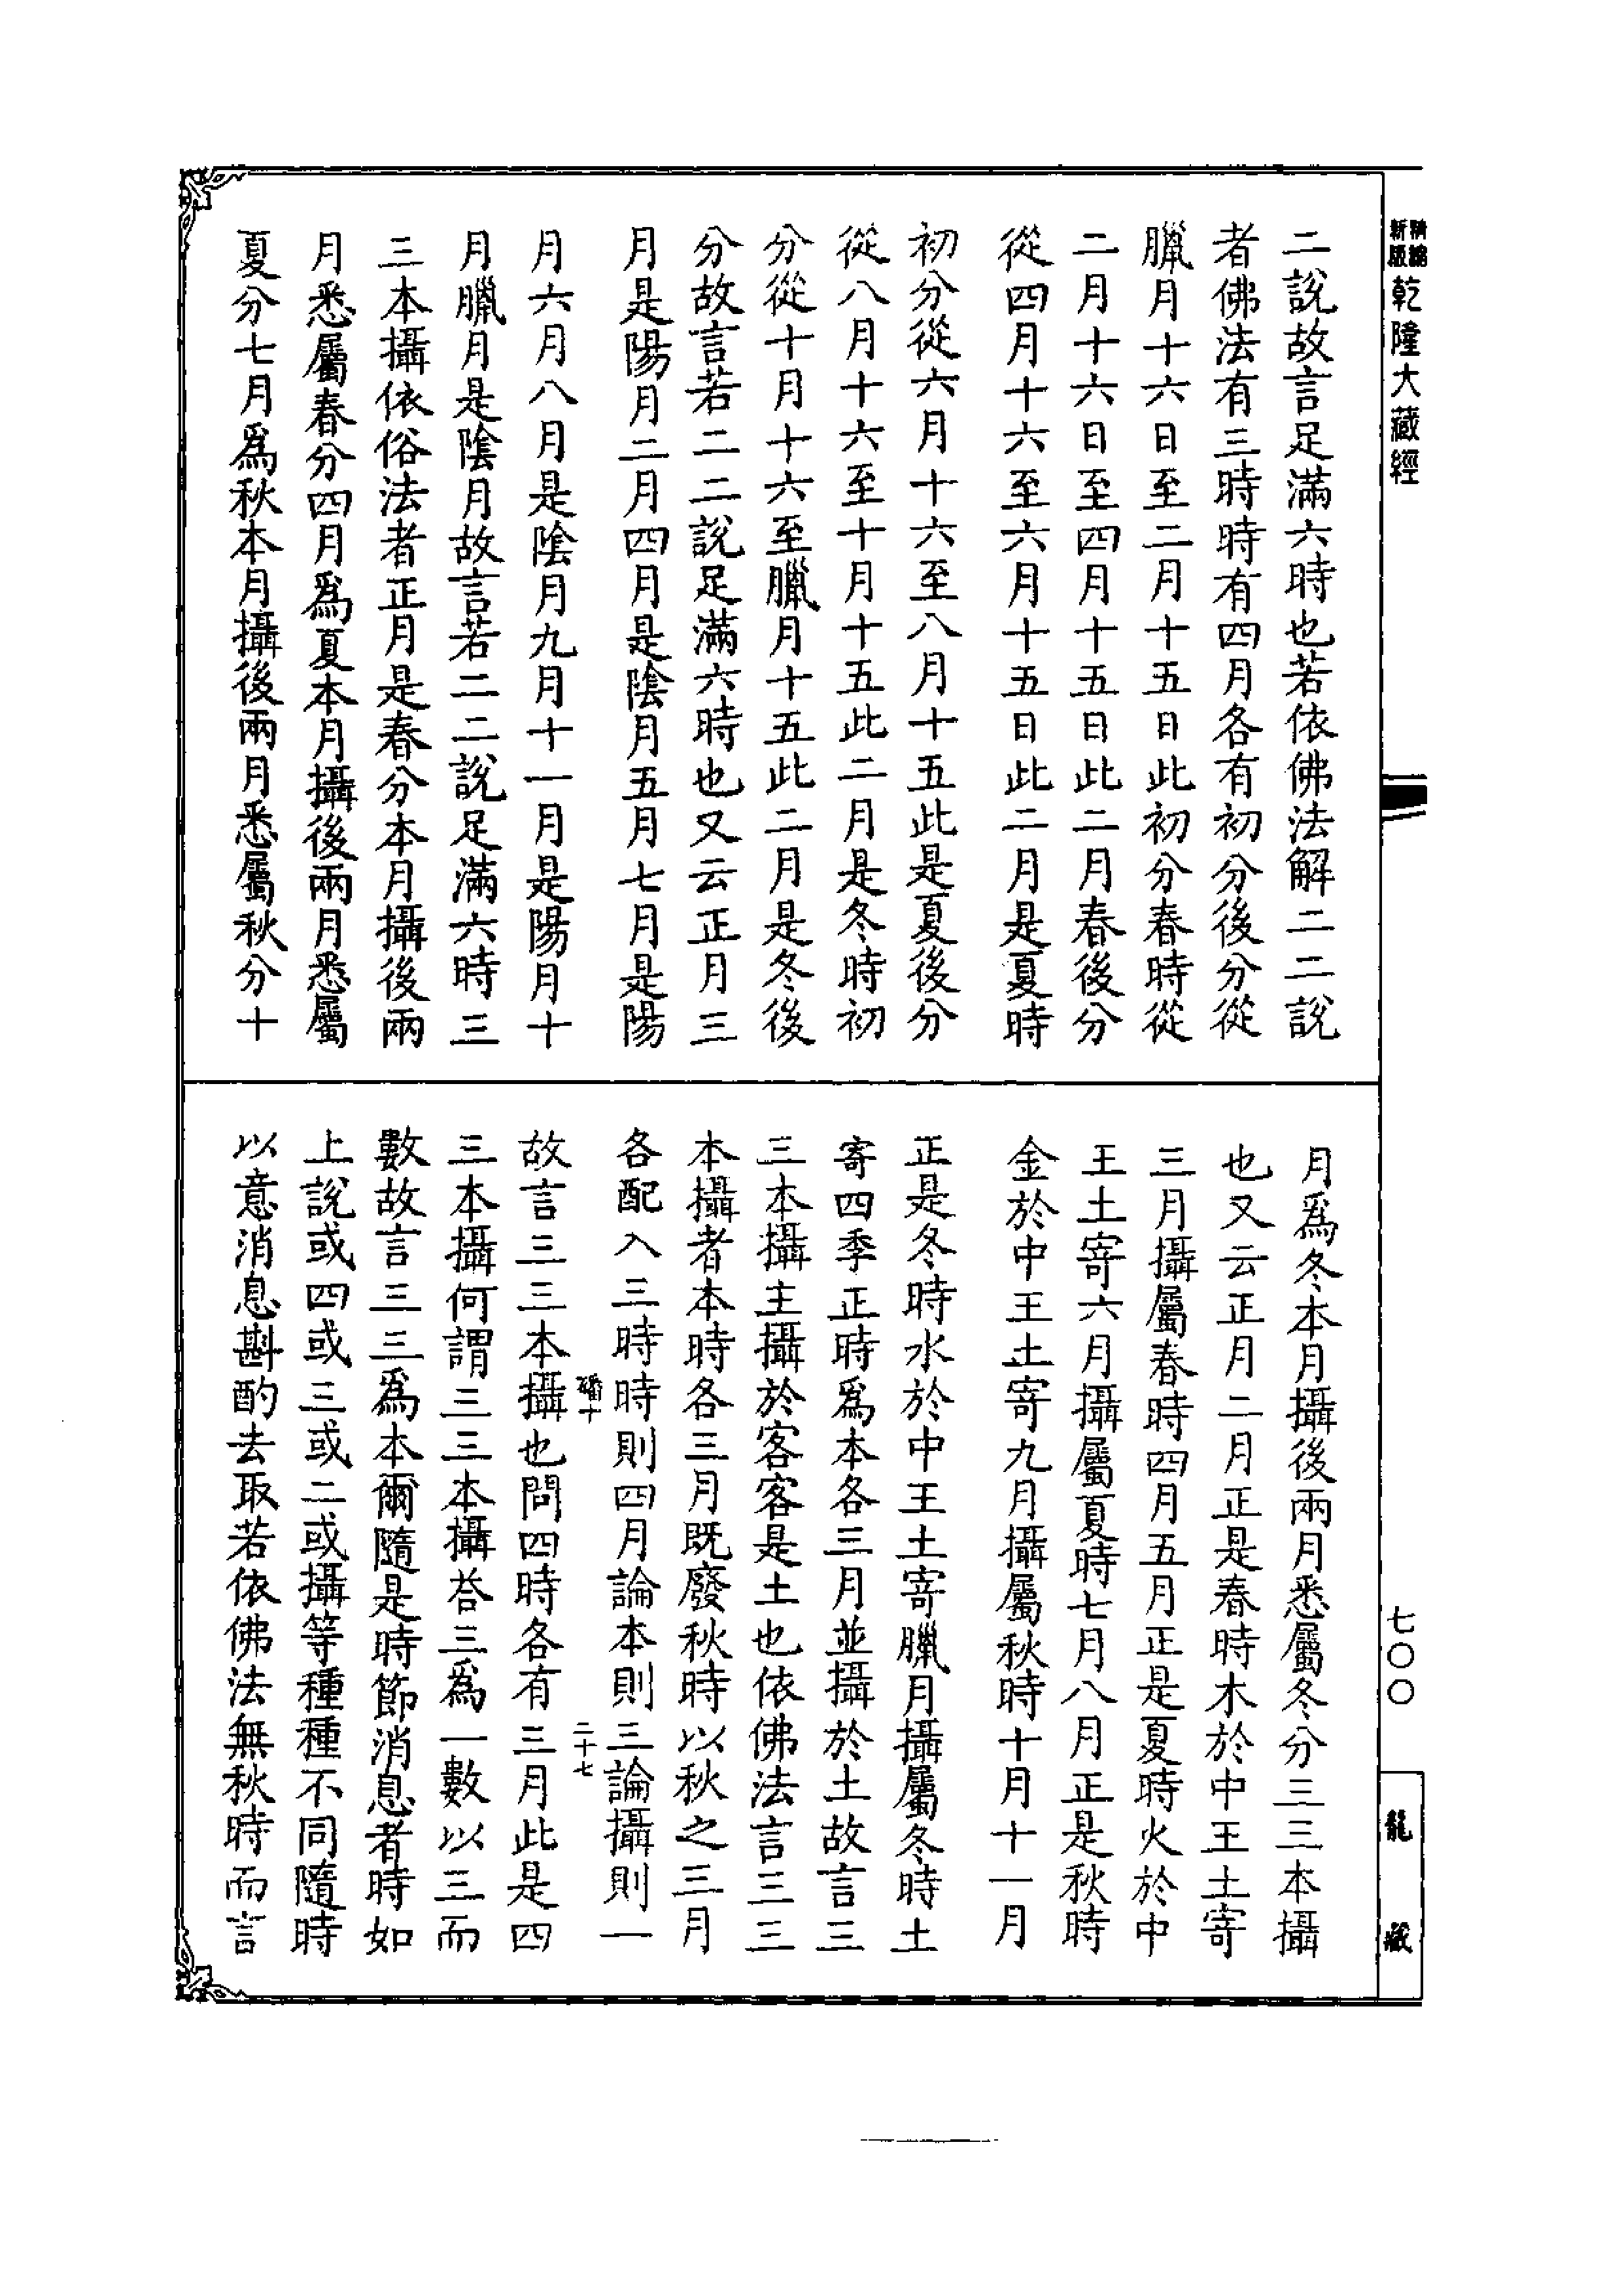 新編
新版
乾隆大藏經
二說故言足滿六時也若依佛法解二二說
者佛法有三時時有四月各有初分後分從
臘月十六日至二月十五日此初分春時從
二月十六日至四月十五日此二月春後分
從四月十六至六月十五日此二月是夏時
初分從六月十六至八月十五此是夏後分
從八月十六至十月十五此二月是冬時初
分從十月十六至臘月十五此二月是冬後
分故言若二二說足滿六時也又云正月三
月是陽月二月四月是陰月五月七月是陽
月六月八月是陰月九月十一月是陽月十
月臘月是陰月故言若二二說足滿六時三
三本攝依俗法者正月是春分本月攝後兩
月悉屬春分四月為夏本月攝後兩月悉屬
夏分七月為秋本月攝後兩月悉屬秋分十
月為冬本月攝後兩月悉屬冬分三三本攝
也又云正月二月正是春時木於中王土寄
三月攝屬春時四月五月正是夏時火於中
王土寄六月攝屬夏時七月八月正是秋時
金於中王土寄九月攝屬秋時十月十一月
正是冬時水於中王土寄臘月攝屬冬時土
寄四季正時為本各三月並攝於土故言三
三本攝主攝於客客是土也依佛法言三三
本攝者本時各三月既廢秋時以秋之三月
各配入三時時則四月論本則三論攝則一
二十七
故言三三本攝也問四時各有三月此是四
三本攝何謂三三本攝荅三為一數以三而
數故言三三為本爾隨是時節消息者時如
上說或四或三或二或攝等種種不同隨時
以意消息斟酌去取若依佛法無秋時而言
七〇〇
龍藏